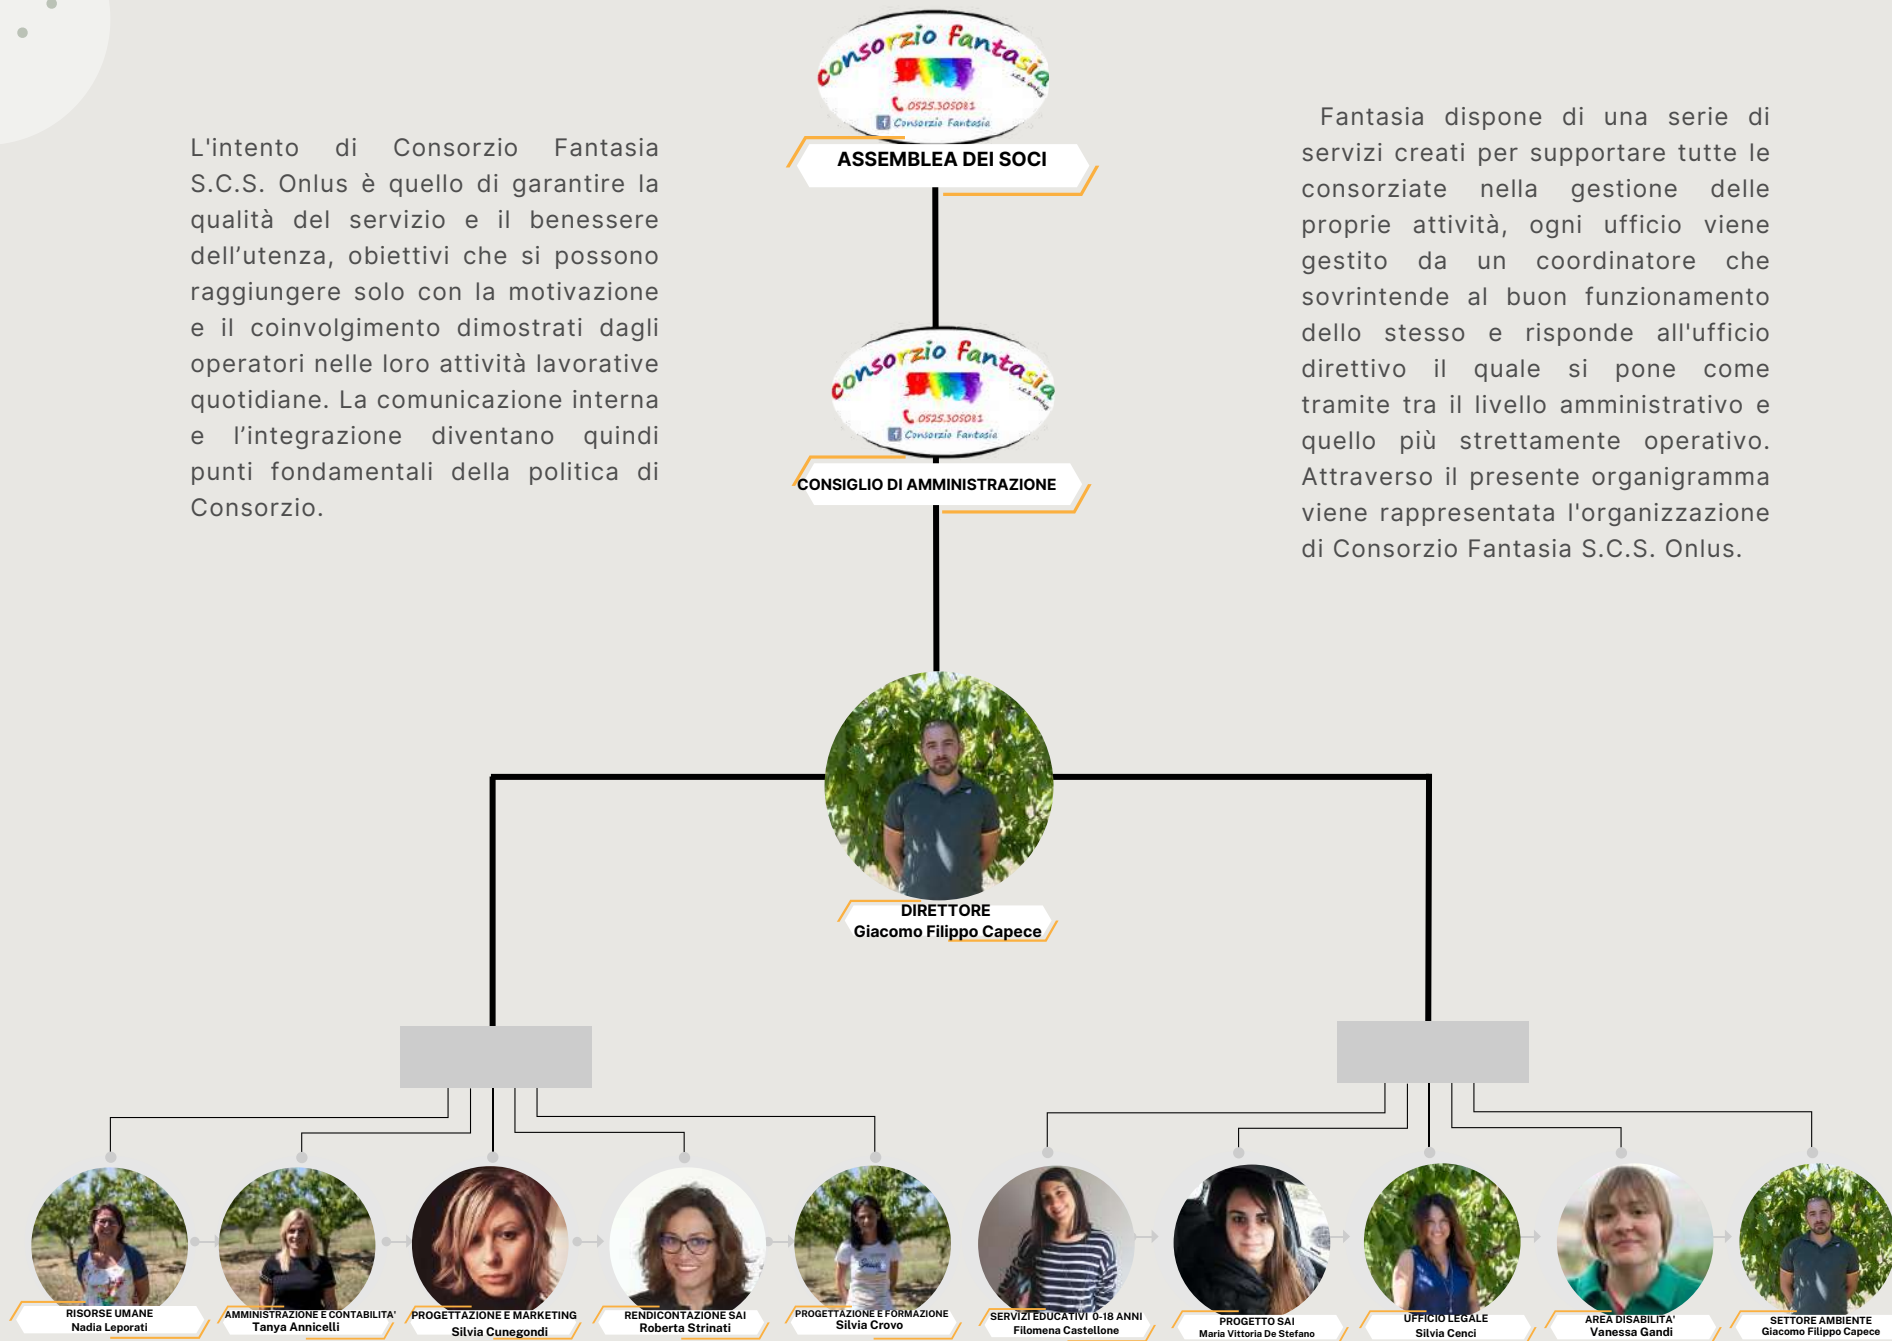 consorzio fantasia
s.c.s. onlus
0525.305081
Consorzio Fantasia
ASSEMBLEA DEI SOCI
L'intento di Consorzio Fantasia
S.C.S. Onlus è quello di garantire la
qualità del servizio e il benessere
dell’utenza, obiettivi che si possono
raggiungere solo con la motivazione
e il coinvolgimento dimostrati dagli
operatori nelle loro attività lavorative
quotidiane. La comunicazione interna
e l’integrazione diventano quindi
punti fondamentali della politica di
Consorzio.
Fantasia dispone di una serie di
servizi creati per supportare tutte le
consorziate nella gestione delle
proprie attività, ogni ufficio viene
gestito da un coordinatore che
sovrintende al buon funzionamento
dello stesso e risponde all'ufficio
direttivo il quale si pone come
tramite tra il livello amministrativo e
quello più strettamente operativo.
Attraverso il presente organigramma
viene rappresentata l'organizzazione
di Consorzio Fantasia S.C.S. Onlus.
consorzio fantasia
s.c.s. onlus
0525.305081
Consorzio Fantasia
CONSIGLIO DI AMMINISTRAZIONE
DIRETTORE
Giacomo Filippo Capece
RISORSE UMANE
Nadia Leporati
AMMINISTRAZIONE E CONTABILITA'
Tanya Annicelli
PROGETTAZIONE E MARKETING
Silvia Cunegondi
RENDICONTAZIONE SAI
Roberta Strinati
PROGETTAZIONE E FORMAZIONE
Silvia Crovo
SERVIZI EDUCATIVI 0-18 ANNI
Filomena Castellone
PROGETTO SAI
Maria Vittoria De Stefano
UFFICIO LEGALE
Silvia Cenci
AREA DISABILITA'
Vanessa Gandi
SETTORE AMBIENTE
Giacomo Filippo Capece